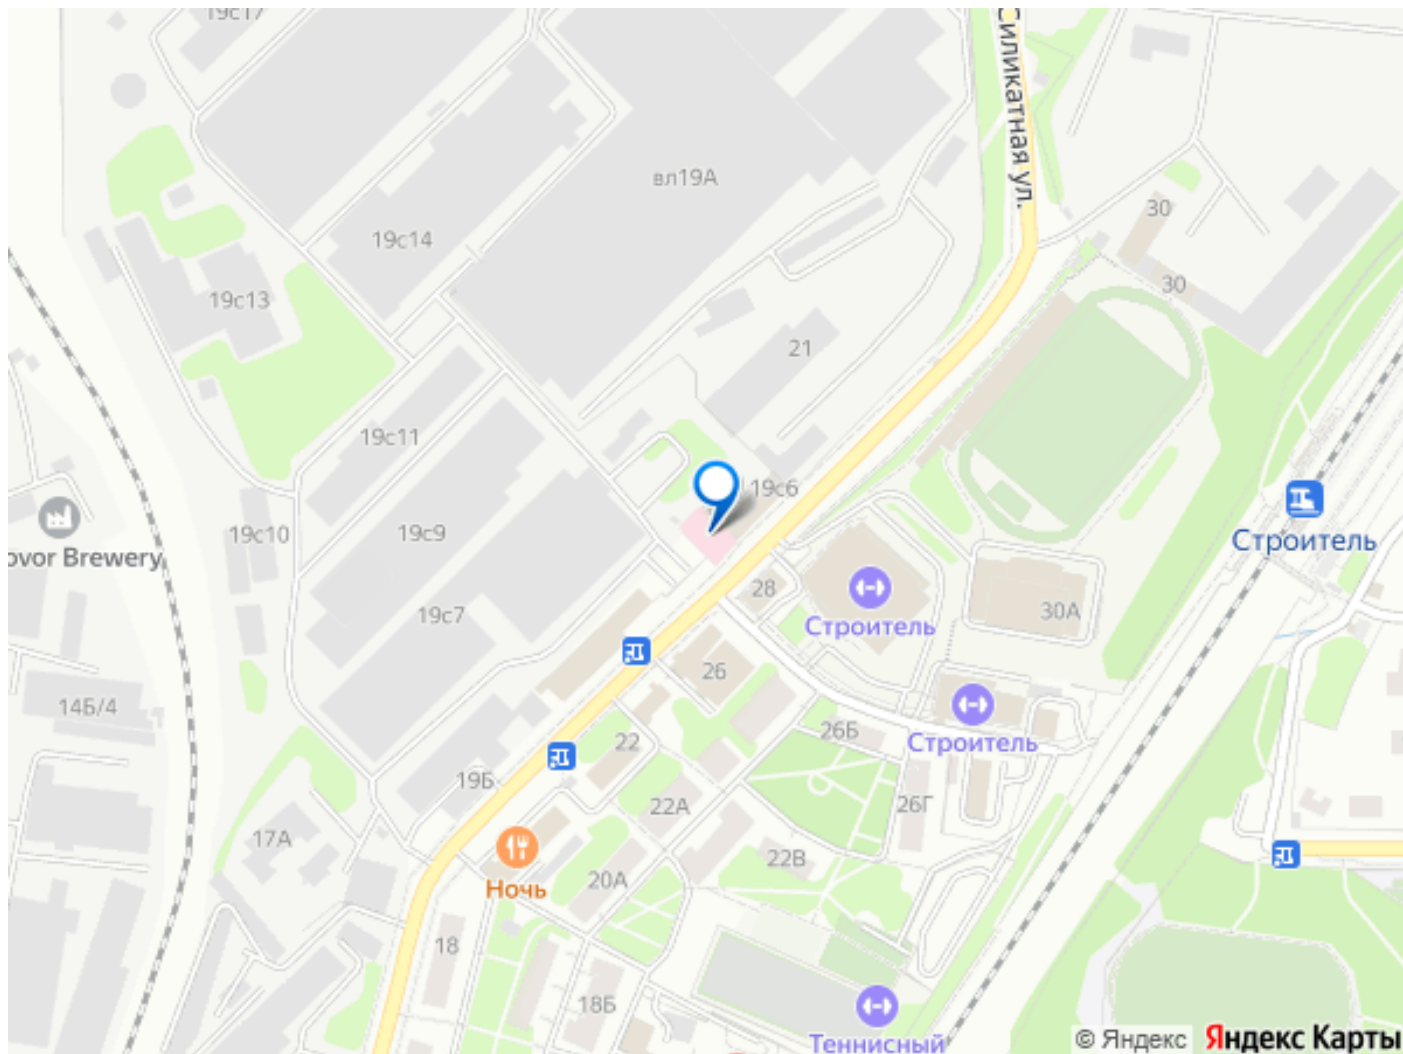 19с17
Силикатная ул.
вл19А
30
19с14
30
19с13
21
19с11
19с6
19с10
19с9
Строитель
ovor Brewery
28
Строитель
30А
19с7
26
14Б/4
26Б
Строитель
22
19Б
22А
26Г
17А
22В
Ночь
20А
18
18Б
Теннисный
© Яндекс
Яндекс Карты